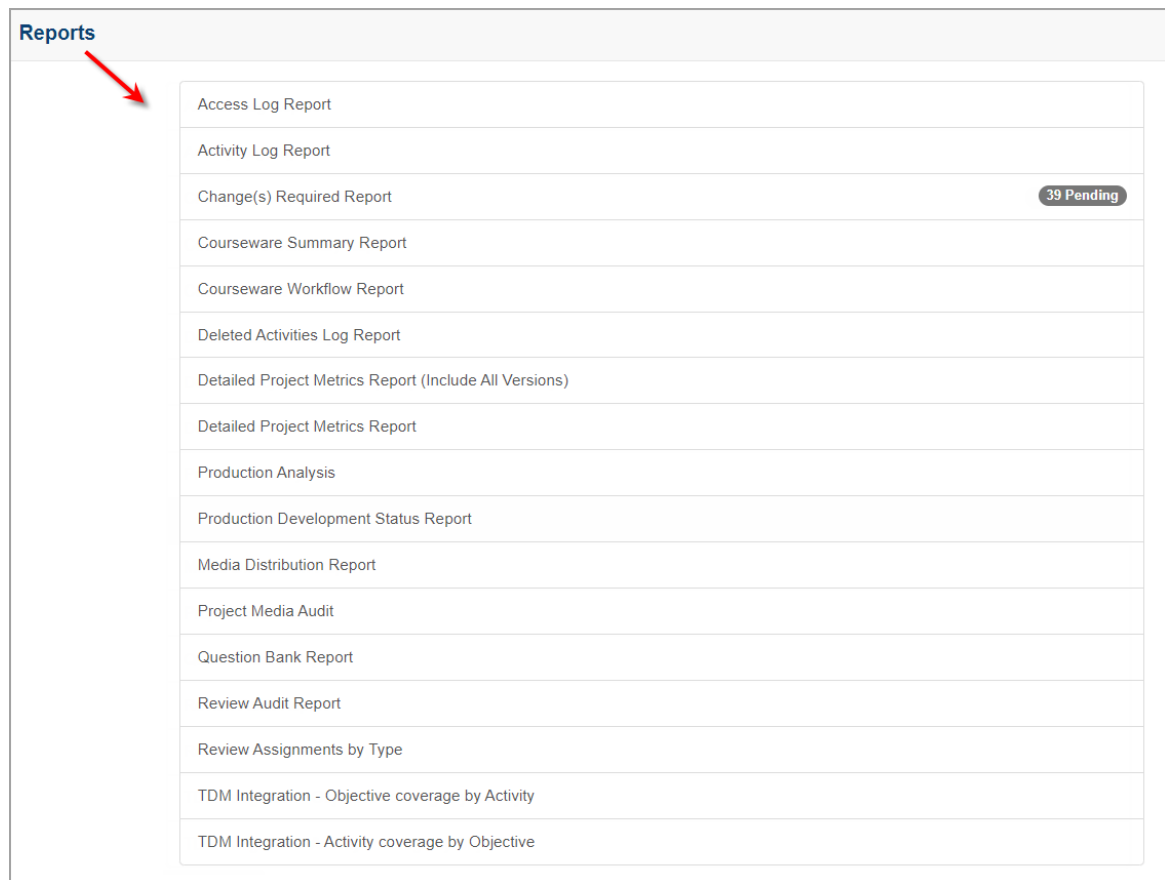 Reports
Access Log Report
Activity Log Report
Change(s) Required Report 39 Pending
Courseware Summary Report
Courseware Workflow Report
Deleted Activities Log Report
Detailed Project Metrics Report (Include All Versions)
Detailed Project Metrics Report
Production Analysis
Production Development Status Report
Media Distribution Report
Project Media Audit
Question Bank Report
Review Audit Report
Review Assignments by Type
TDM Integration - Objective coverage by Activity
TDM Integration - Activity coverage by Objective